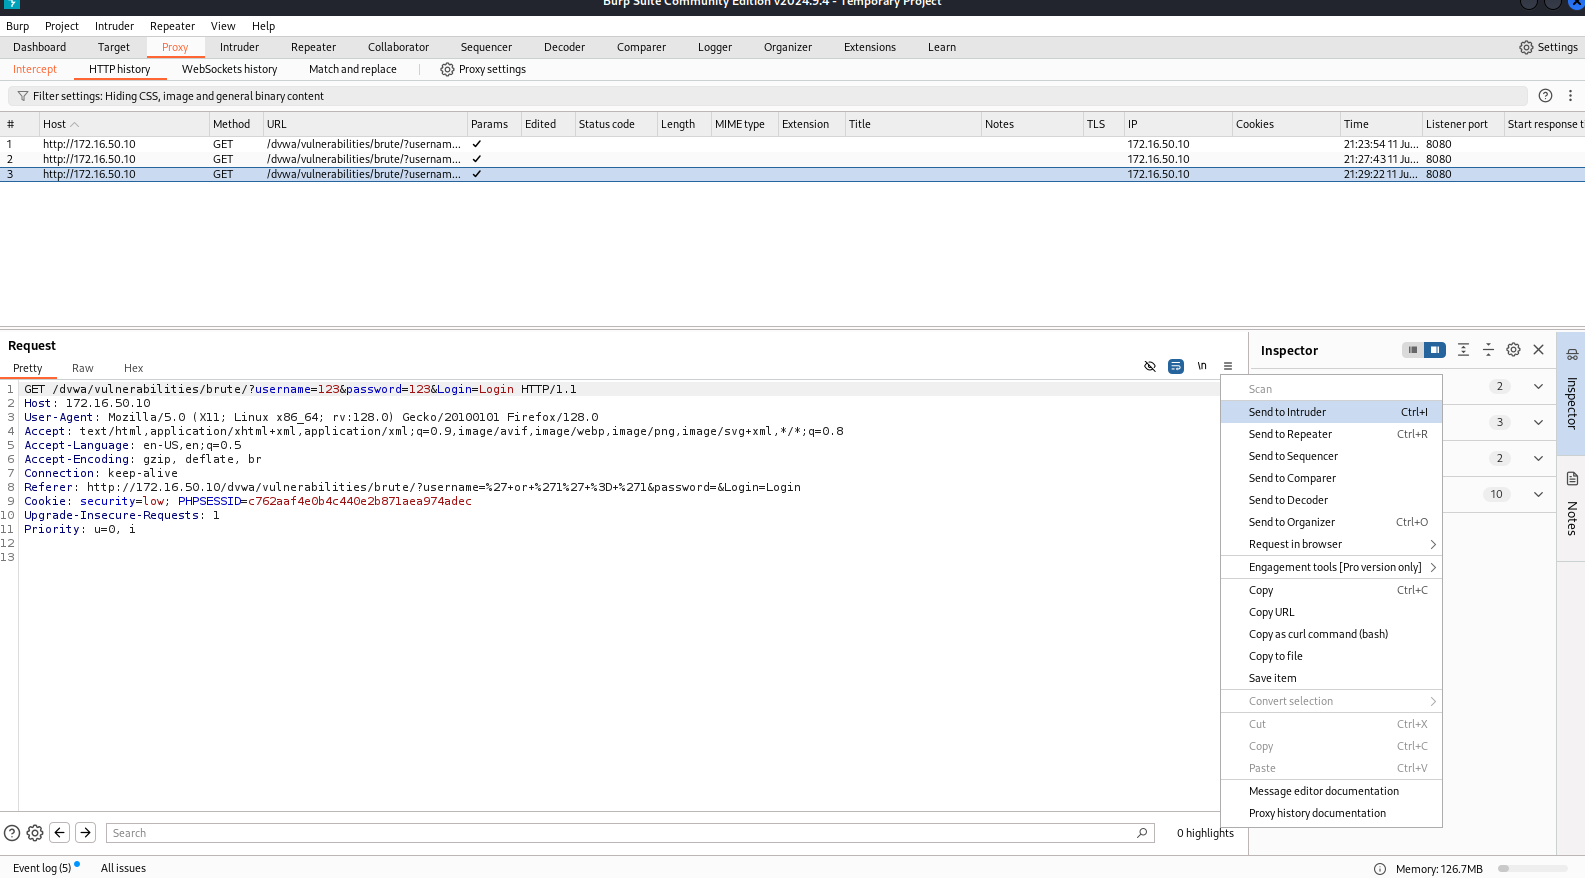 Burp Suite Community Edition v2024.9.4 - Temporary Project
Burp Project Intruder Repeater View Help
Dashboard Target Proxy Intruder Repeater Collaborator Sequencer Decoder Comparer Logger Organizer Extensions Learn Settings
Intercept HTTP history WebSockets history Match and replace Proxy settings
Filter settings: Hiding CSS, image and general binary content
# Host Method URL Params Edited Status code Length MIME type Extension Title Notes TLS IP Cookies Time Listener port Start response t
1 http://172.16.50.10 GET /dvwa/vulnerabilities/brute/?usernam... ✓ 172.16.50.10 21:23:54 11 Ju... 8080
2 http://172.16.50.10 GET /dvwa/vulnerabilities/brute/?usernam... ✓ 172.16.50.10 21:27:43 11 Ju... 8080
3 http://172.16.50.10 GET /dvwa/vulnerabilities/brute/?usernam... ✓ 172.16.50.10 21:29:22 11 Ju... 8080
Request
Pretty Raw Hex
\n
1 GET /dvwa/vulnerabilities/brute/?username=123&password=123&Login=Login HTTP/1.1
2 Host: 172.16.50.10
3 User-Agent: Mozilla/5.0 (X11; Linux x86_64; rv:128.0) Gecko/20100101 Firefox/128.0
4 Accept: text/html,application/xhtml+xml,application/xml;q=0.9,image/avif,image/webp,image/png,image/svg+xml,*/*;q=0.8
5 Accept-Language: en-US,en;q=0.5
6 Accept-Encoding: gzip, deflate, br
7 Connection: keep-alive
8 Referer: http://172.16.50.10/dvwa/vulnerabilities/brute/?username=%27+or+%271%27+%3D+%271&password=&Login=Login
9 Cookie: security=low; PHPSESSID=c762aaf4e0b4c440e2b871aea974adec
10 Upgrade-Insecure-Requests: 1
11 Priority: u=0, i
12
13
Inspector
2
3
2
10
Inspector
Notes
Scan
Send to Intruder Ctrl+I
Send to Repeater Ctrl+R
Send to Sequencer
Send to Comparer
Send to Decoder
Send to Organizer Ctrl+O
Request in browser
Engagement tools [Pro version only]
Copy Ctrl+C
Copy URL
Copy as curl command (bash)
Copy to file
Save item
Convert selection
Cut Ctrl+X
Copy Ctrl+C
Paste Ctrl+V
Message editor documentation
Proxy history documentation
Search
0 highlights
Event log (5) All issues
Memory: 126.7MB